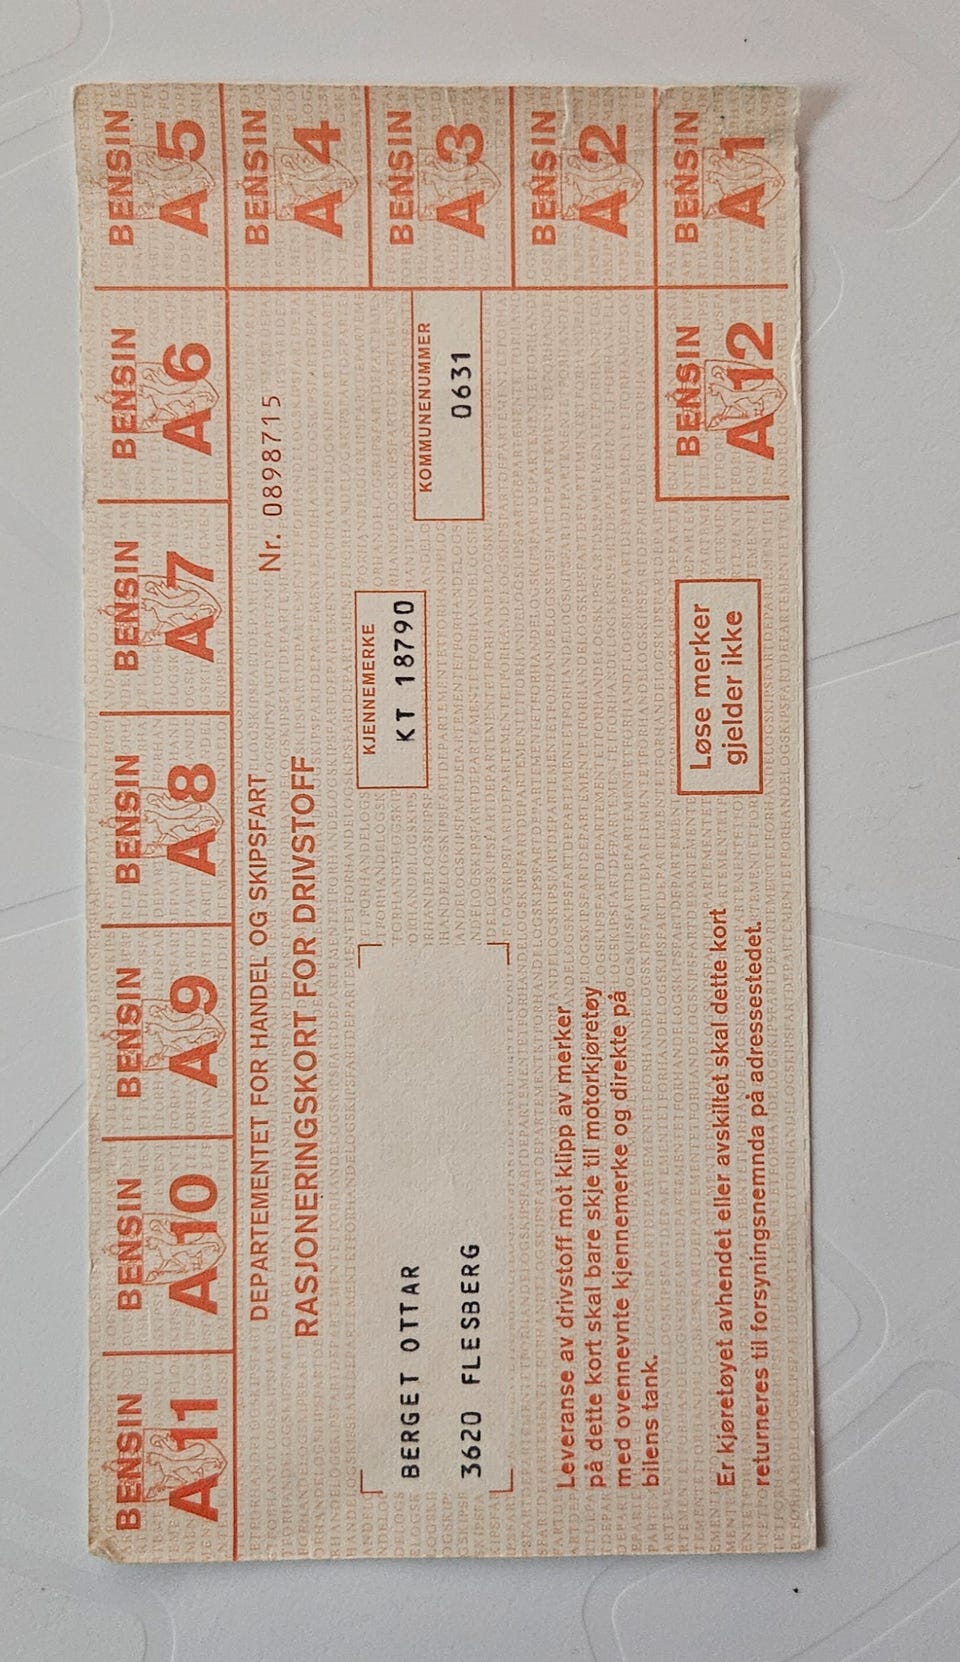 BENSIN
A11
BENSIN
A10
BENSIN
A9
BENSIN
A8
BENSIN
A7
BENSIN
A6
BENSIN
A5
BENSIN
A4
BENSIN
A3
BENSIN
A2
BENSIN
A1
BENSIN
A12
DEPARTEMENTET FOR HANDEL OG SKIPSFART
Nr. 0898715
RASJONERINGSKORT FOR DRIVSTOFF
KJENNEMERKE
KT 18790
KOMMUNENUMMER
0631
BERGET OTTAR
3620 FLESBERG
Leveranse av drivstoff mot klipp av merker
på dette kort skal bare skje til motorkjøretøy
med ovennevnte kjennemerke og direkte på
bilens tank.
Er kjøretøyet avhendet eller avskiltet skal dette kort
returneres til forsyningsnemnda på adressestedet.
Løse merker
gjelder ikke